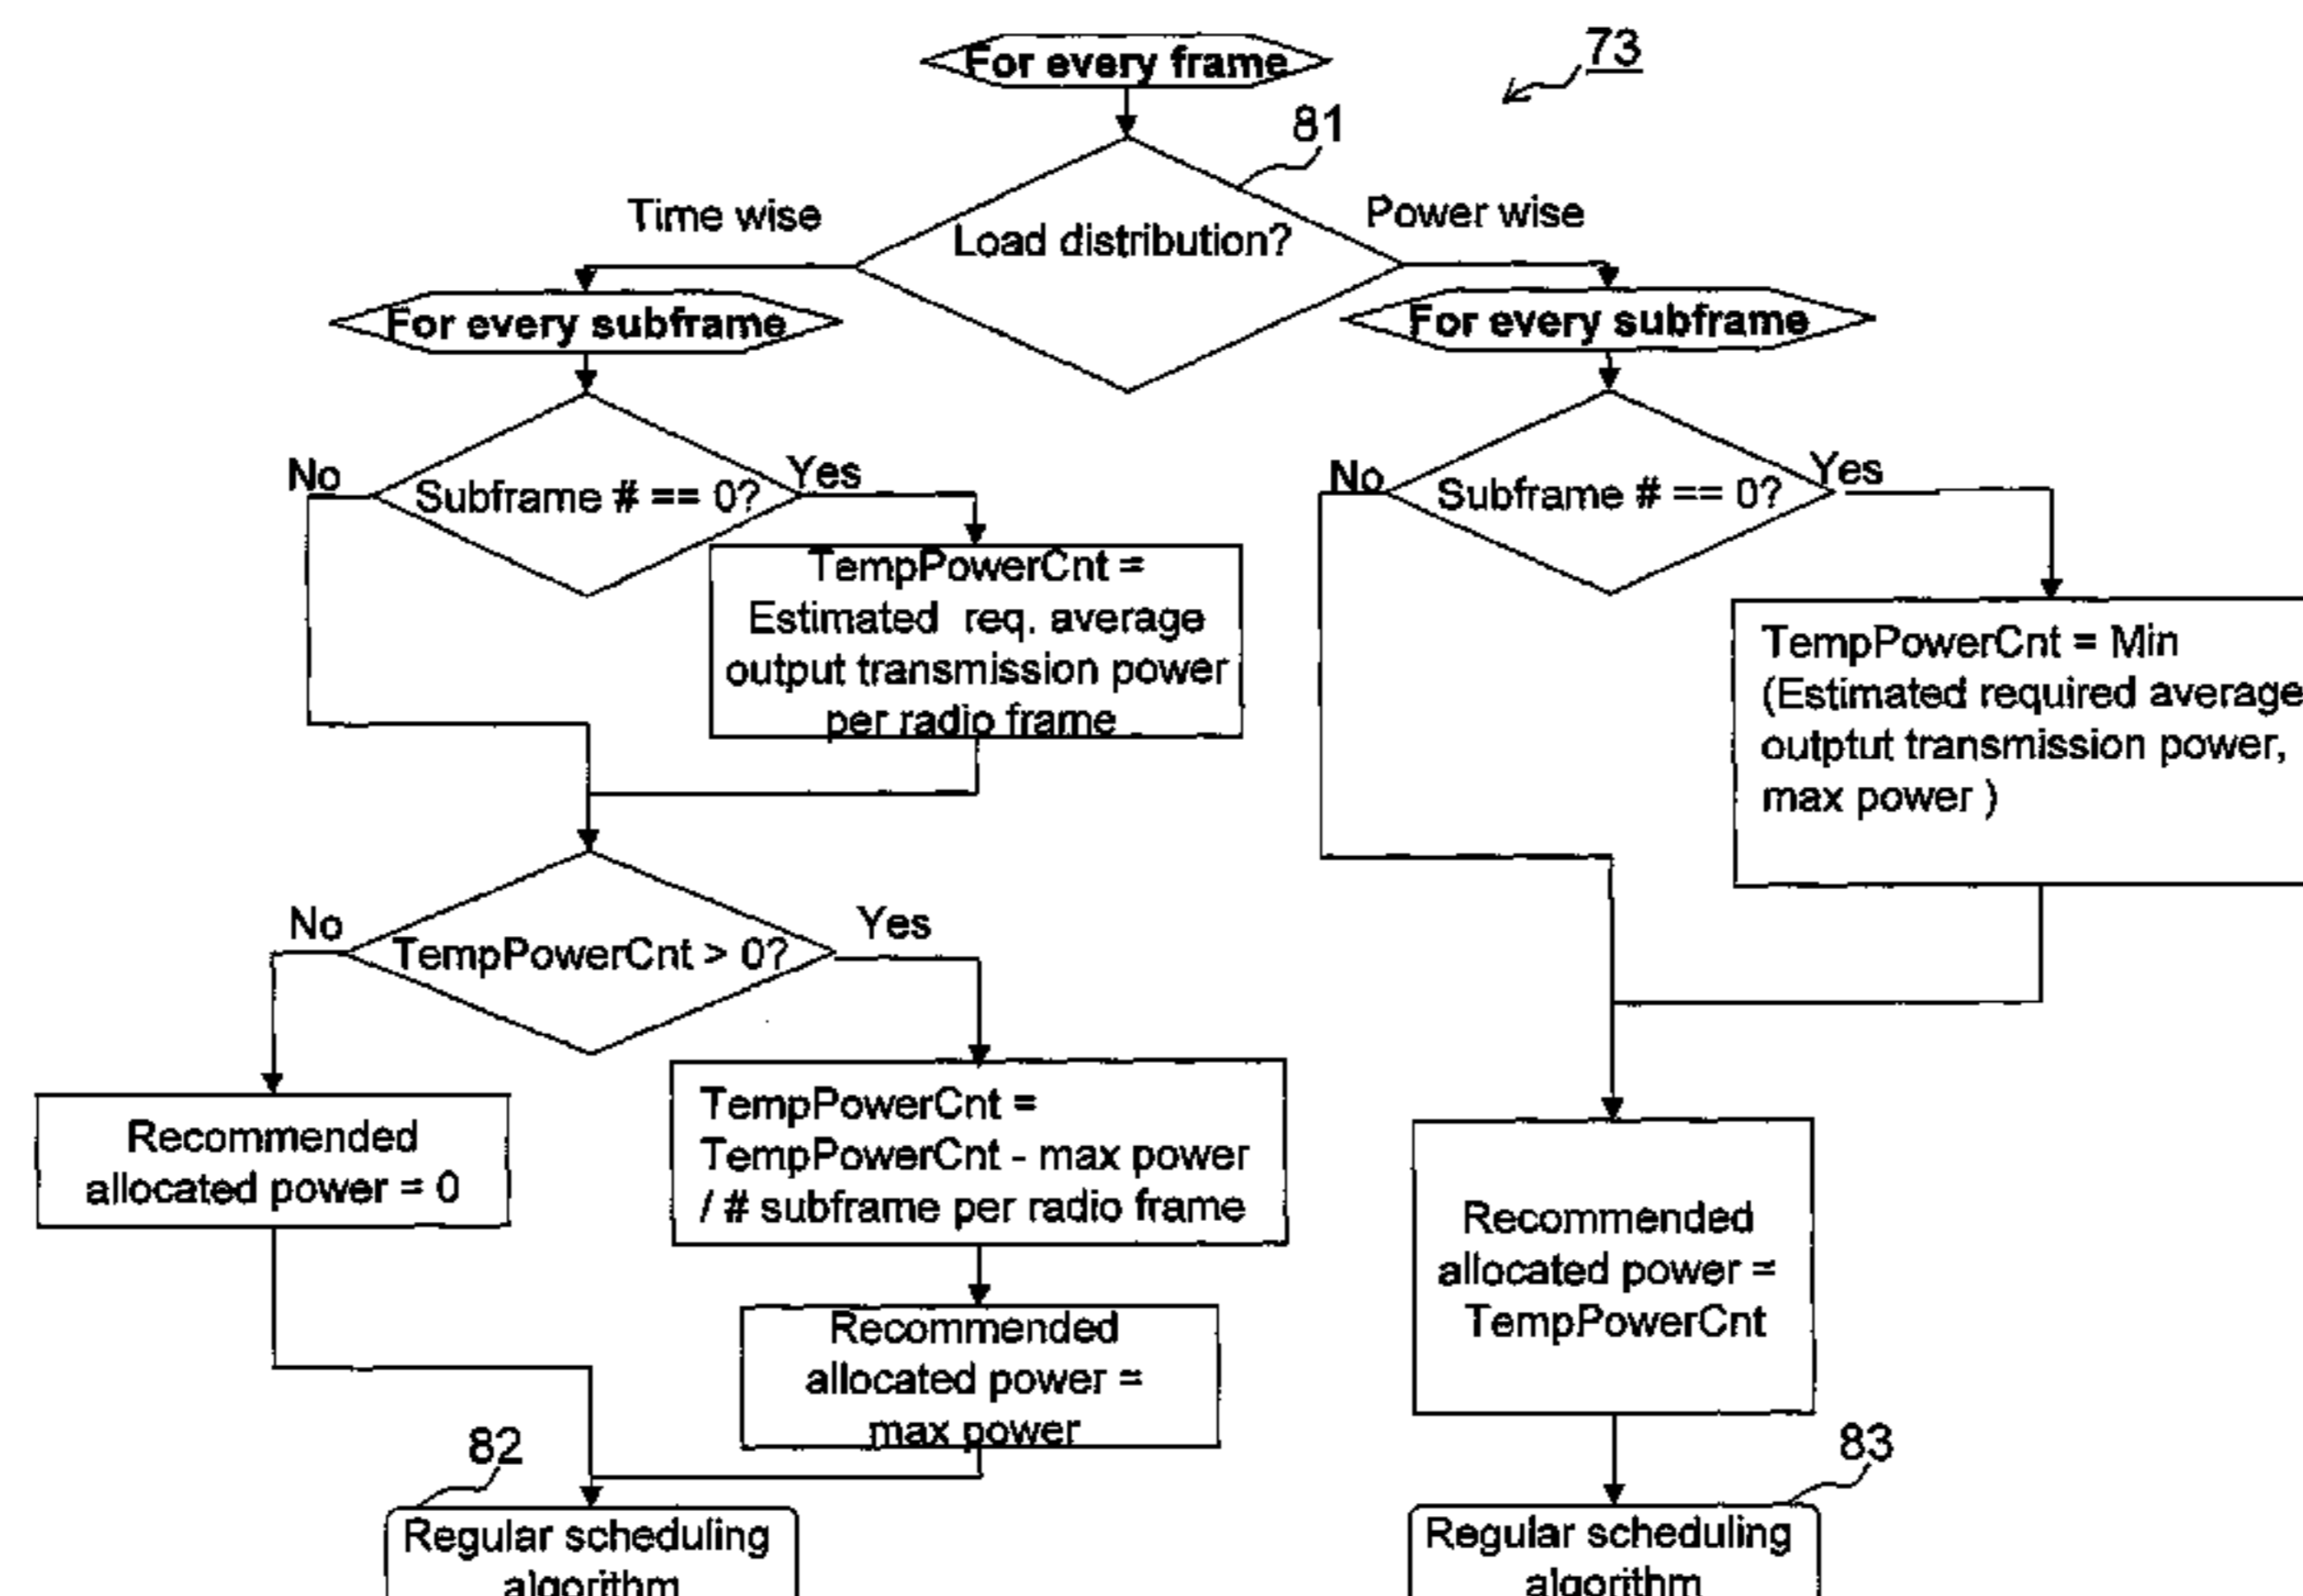 For every frame
73
81
Time wise
Power wise
Load distribution?
For every subframe
For every subframe
No
Subframe # == 0?
Yes
No
Subframe # == 0?
Yes
TempPowerCnt =
Estimated req. average
output transmission power
per radio frame
TempPowerCnt = Min
(Estimated required average
outptut transmission power,
max power )
No
TempPowerCnt > 0?
Yes
Recommended
allocated power = 0
TempPowerCnt =
TempPowerCnt - max power
/ # subframe per radio frame
Recommended
allocated power =
TempPowerCnt
Recommended
allocated power =
max power
82
83
Regular scheduling
algorithm
Regular scheduling
algorithm